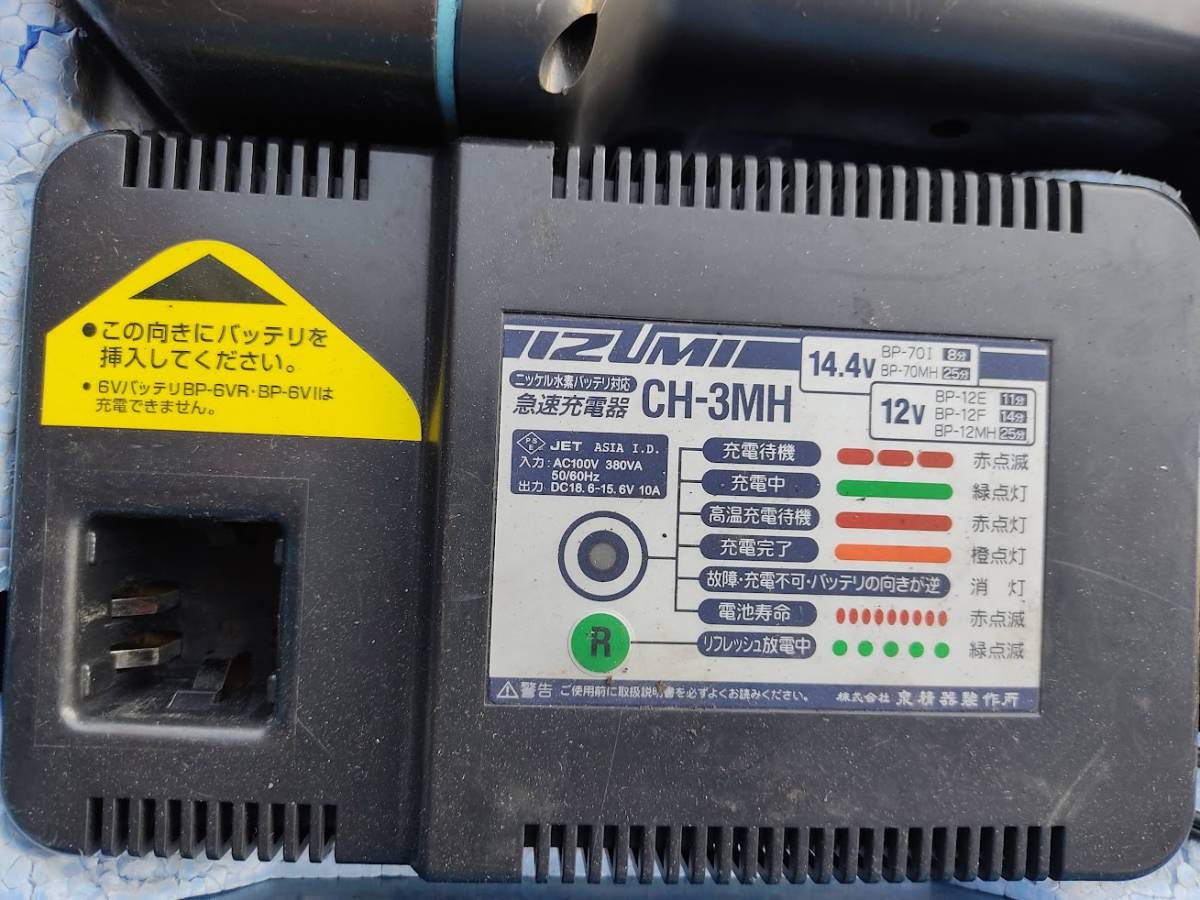 ●この向きにバッテリを
挿入してください。
●6VバッテリBP-6VR・BP-6VIIは
充電できません。
IZUMI
ニッケル水素バッテリ対応
急速充電器 CH-3MH
14.4V
BP-70I 8分
BP-70MH 25分
12V
BP-12E 11分
BP-12F 14分
BP-12MH 25分
PSE JET ASIA I.D.
入力:AC100V 380VA
50/60Hz
出力:DC18.6-15.6V 10A
充電待機 赤点滅
充電中 緑点灯
高温充電待機 赤点灯
充電完了 橙点灯
故障・充電不可・バッテリの向きが逆 消灯
電池寿命 赤点滅
R リフレッシュ放電中 緑点滅
⚠警告 ご使用前に取扱説明書を必ずよくお読みください。
株式会社 泉精器製作所